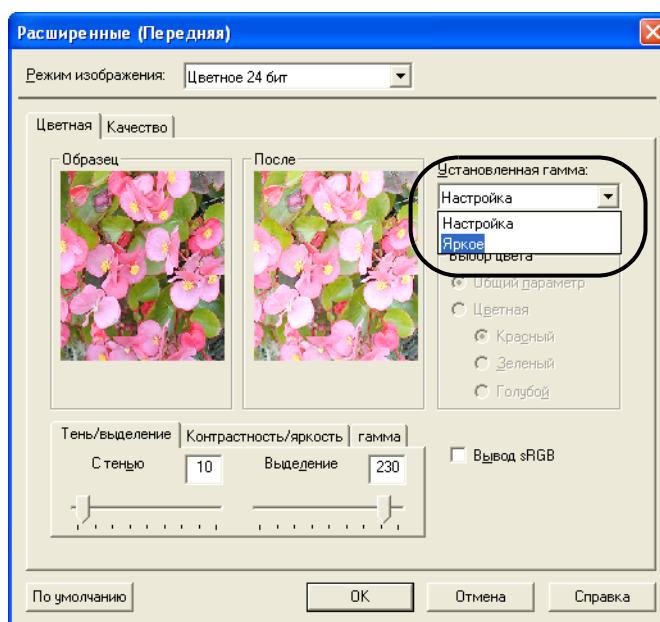 Расширенные (Передняя)
Режим изображения: Цветное 24 бит
Цветная Качество
Образец После
Установленная гамма:
Настройка
Настройка
Яркое
Выбор цвета
Общий параметр
Цветная
Красный
Зеленый
Голубой
Тень/выделение Контрастность/яркость гамма
С тенью 10 Выделение 230
Вывод sRGB
По умолчанию OK Отмена Справка